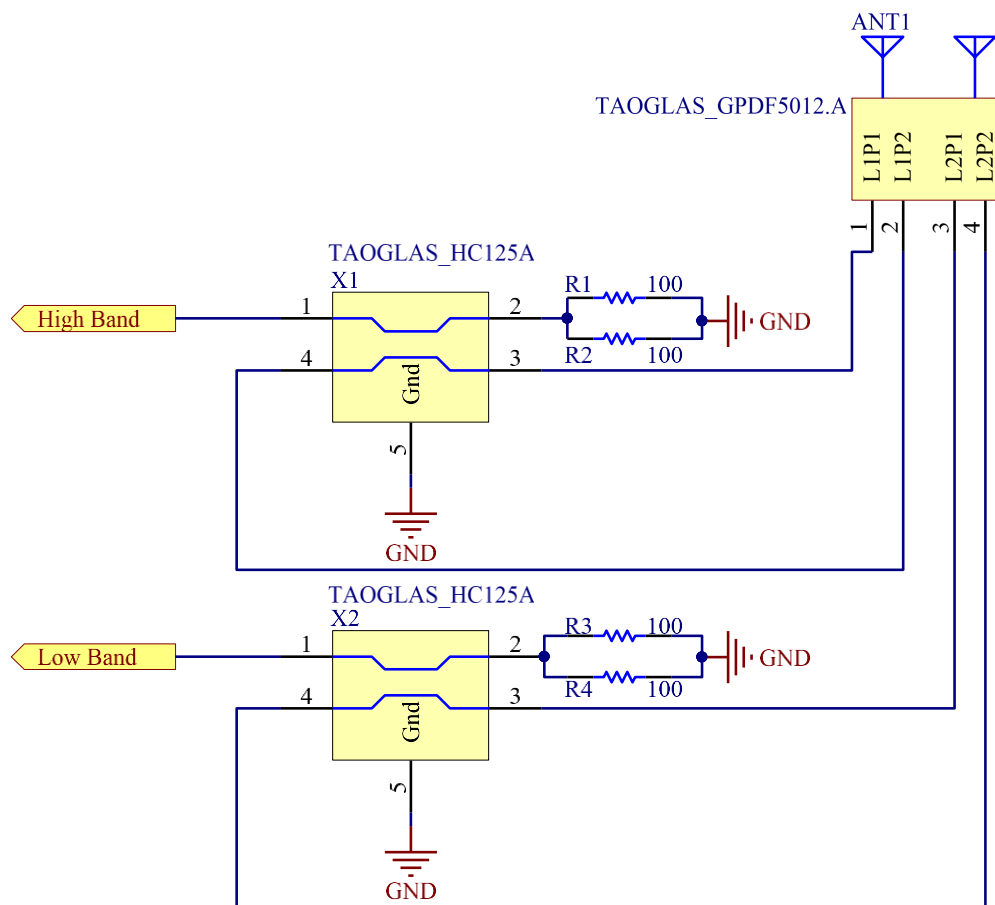 ANT1
TAOGLAS_GPDF5012.A
L1P1
L1P2
L2P1
L2P2
1
2
3
4
TAOGLAS_HC125A
X1
High Band
1
2
R1 100
GND
R2 100
4
3
Gnd
5
GND
TAOGLAS_HC125A
X2
Low Band
1
2
R3 100
GND
R4 100
4
3
Gnd
5
GND